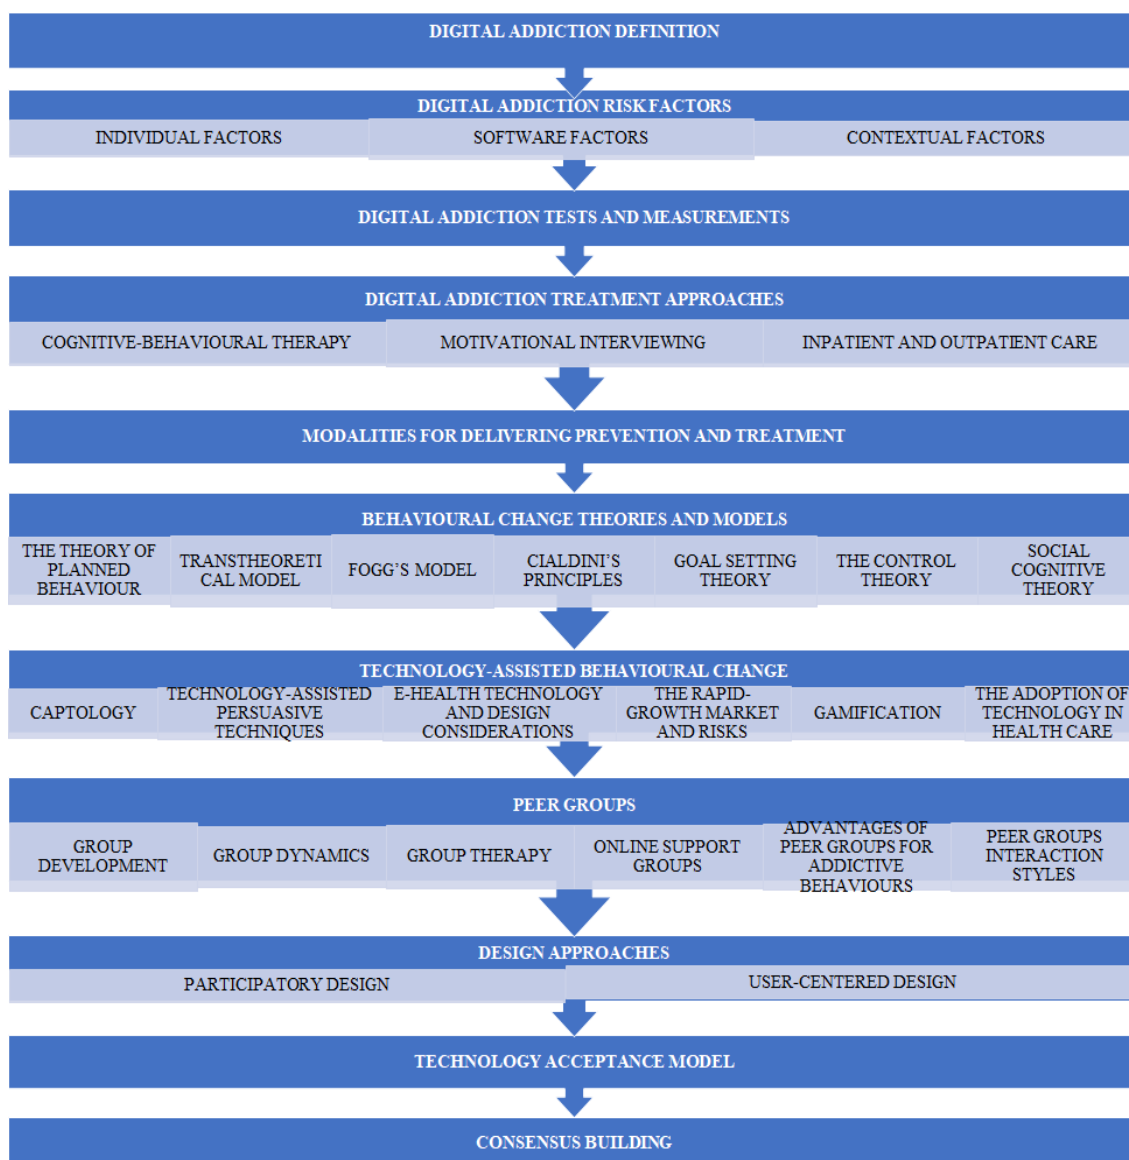 DIGITAL ADDICTION DEFINITION
DIGITAL ADDICTION RISK FACTORS
INDIVIDUAL FACTORS
SOFTWARE FACTORS
CONTEXTUAL FACTORS
DIGITAL ADDICTION TESTS AND MEASUREMENTS
DIGITAL ADDICTION TREATMENT APPROACHES
COGNITIVE-BEHAVIOURAL THERAPY
MOTIVATIONAL INTERVIEWING
INPATIENT AND OUTPATIENT CARE
MODALITIES FOR DELIVERING PREVENTION AND TREATMENT
BEHAVIOURAL CHANGE THEORIES AND MODELS
THE THEORY OF
PLANNED
BEHAVIOUR
TRANSTHEORETI
CAL MODEL
FOGG'S MODEL
CIALDINI'S
PRINCIPLES
GOAL SETTING
THEORY
THE CONTROL
THEORY
SOCIAL
COGNITIVE
THEORY
TECHNOLOGY-ASSISTED BEHAVIOURAL CHANGE
CAPTOLOGY
TECHNOLOGY-ASSISTED
PERSUASIVE
TECHNIQUES
E-HEALTH TECHNOLOGY
AND DESIGN
CONSIDERATIONS
THE RAPID-
GROWTH MARKET
AND RISKS
GAMIFICATION
THE ADOPTION OF
TECHNOLOGY IN
HEALTH CARE
PEER GROUPS
GROUP
DEVELOPMENT
GROUP DYNAMICS
GROUP THERAPY
ONLINE SUPPORT
GROUPS
ADVANTAGES OF
PEER GROUPS FOR
ADDICTIVE
BEHAVIOURS
PEER GROUPS
INTERACTION
STYLES
DESIGN APPROACHES
PARTICIPATORY DESIGN
USER-CENTERED DESIGN
TECHNOLOGY ACCEPTANCE MODEL
CONSENSUS BUILDING